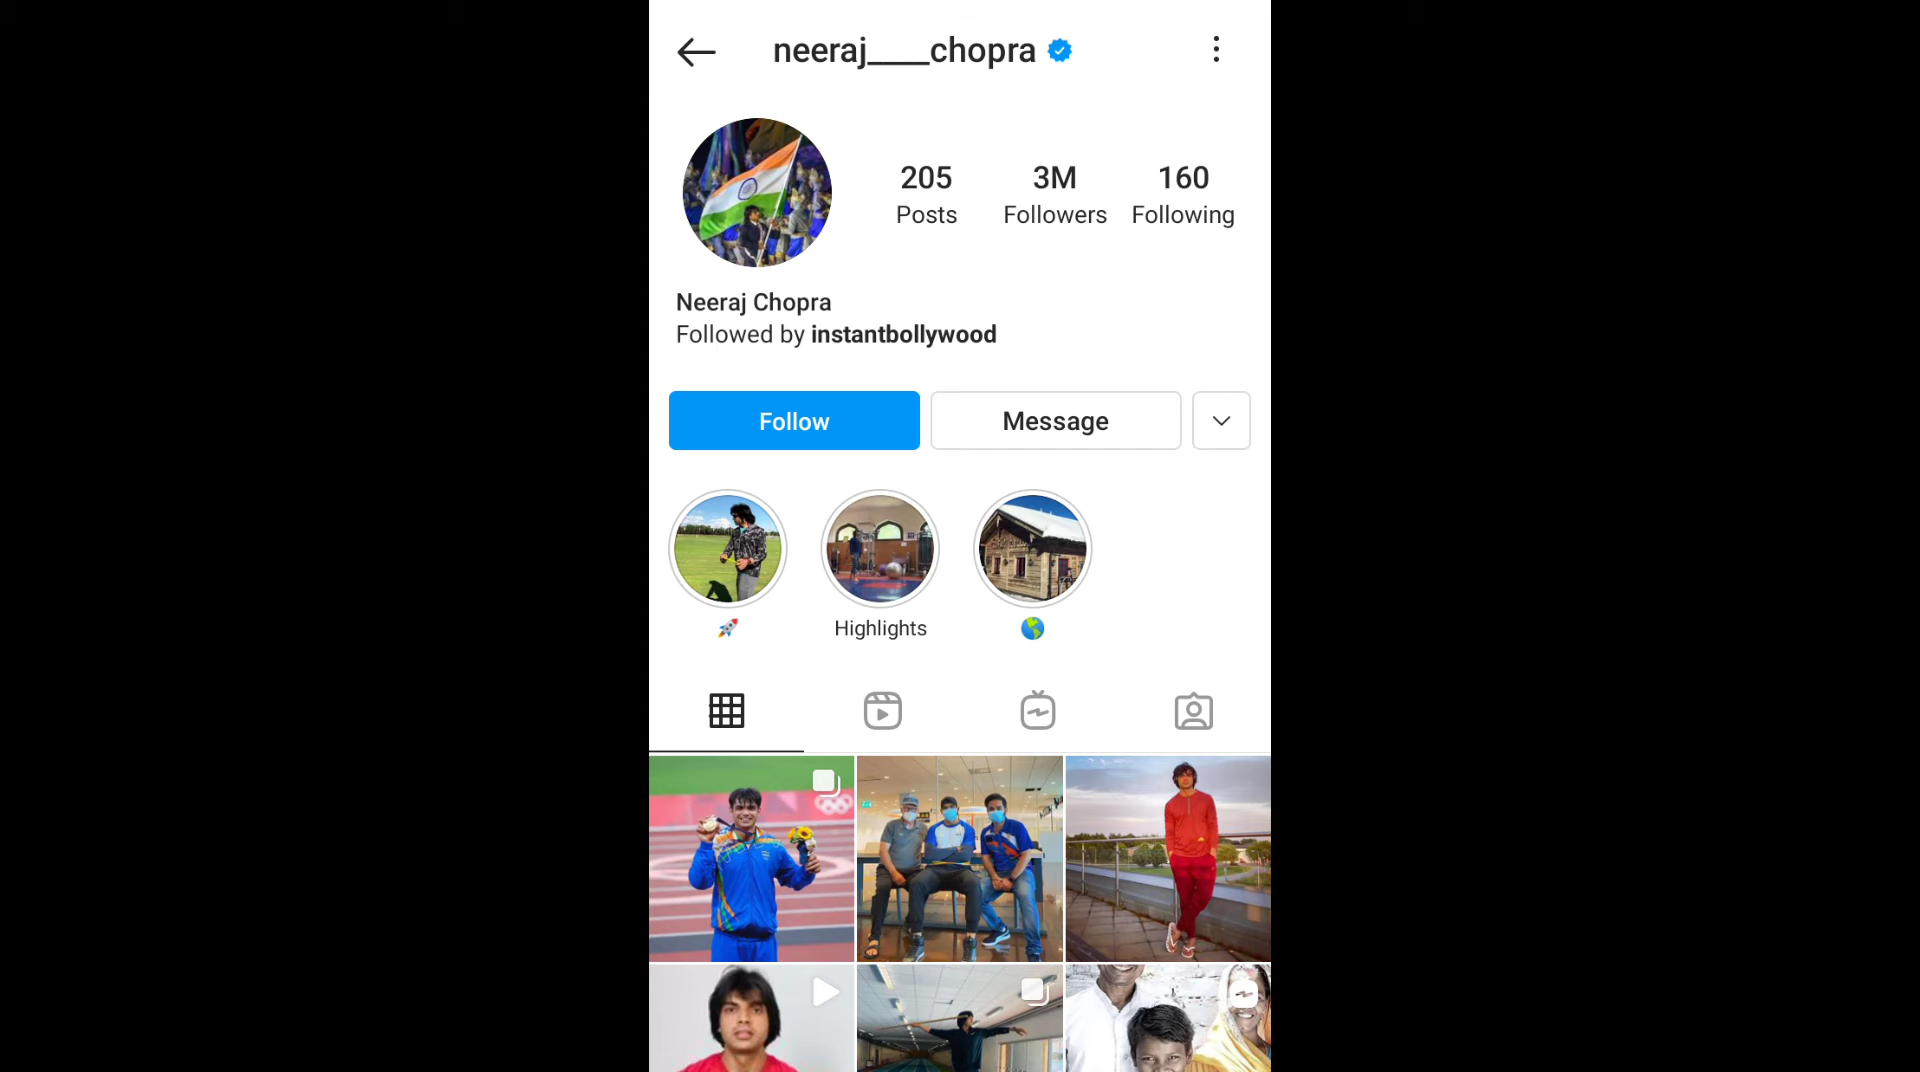 neeraj____chopra
205 3M 160
Posts Followers Following
Neeraj Chopra
Followed by instantbollywood
Follow Message
Highlights